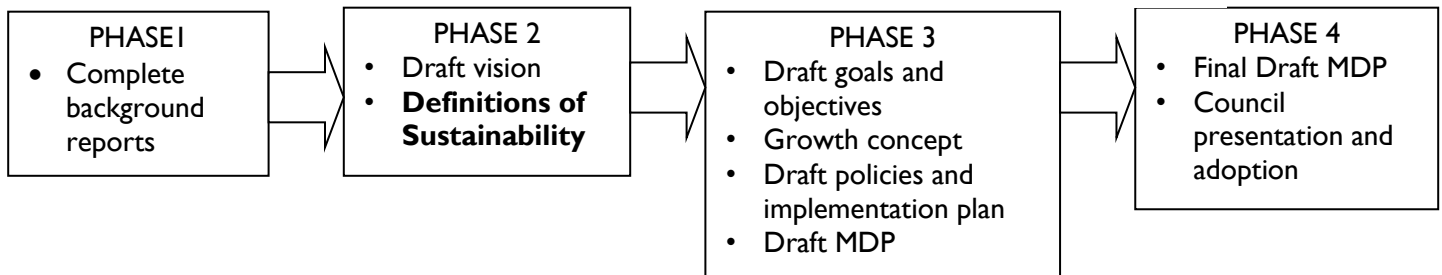 PHASE1
• Complete
background
reports
PHASE 2
• Draft vision
• Definitions of
Sustainability
PHASE 3
• Draft goals and
objectives
• Growth concept
• Draft policies and
implementation plan
• Draft MDP
PHASE 4
• Final Draft MDP
• Council
presentation and
adoption